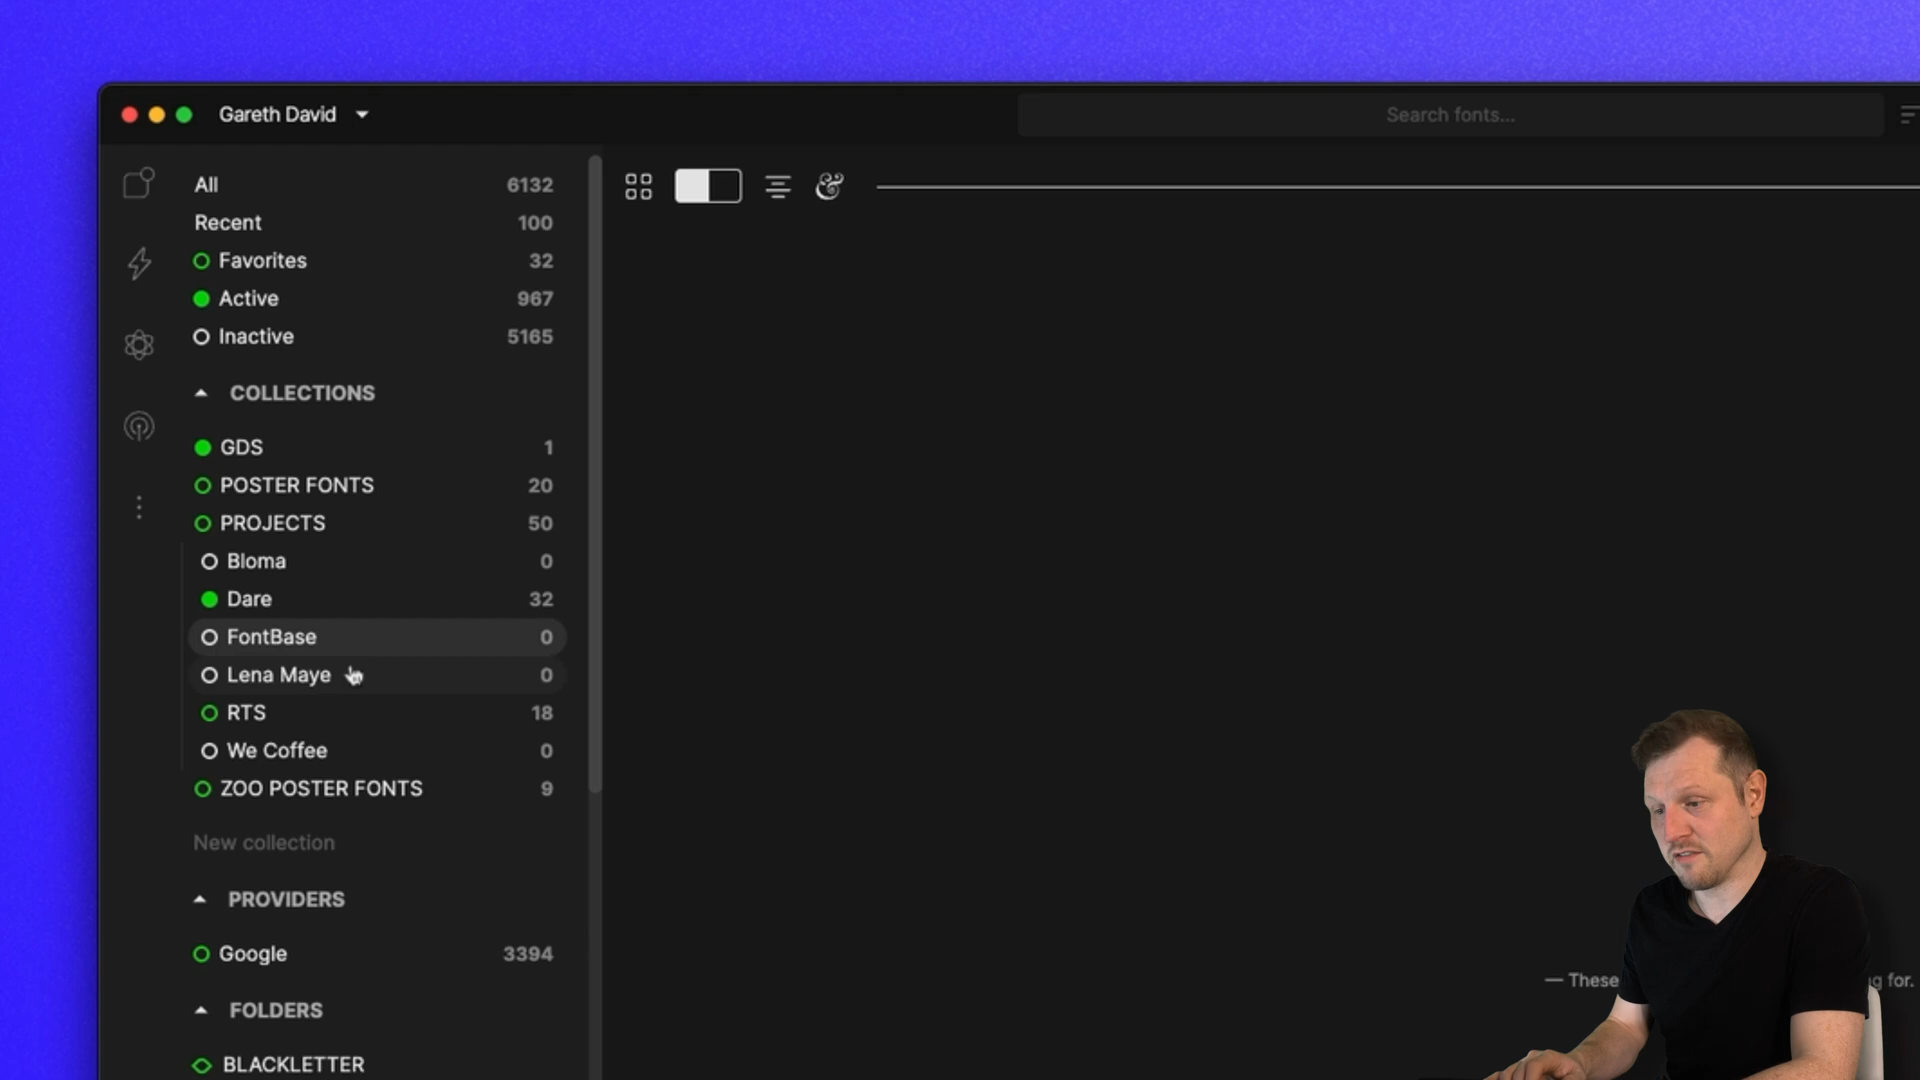 Gareth David
Search fonts...
All 6132
Recent 100
Favorites 32
Active 967
Inactive 5165
COLLECTIONS
GDS 1
POSTER FONTS 20
PROJECTS 50
Bloma 0
Dare 32
FontBase 0
Lena Maye 0
RTS 18
We Coffee 0
ZOO POSTER FONTS 9
New collection
PROVIDERS
Google 3394
— These
for.
FOLDERS
BLACKLETTER